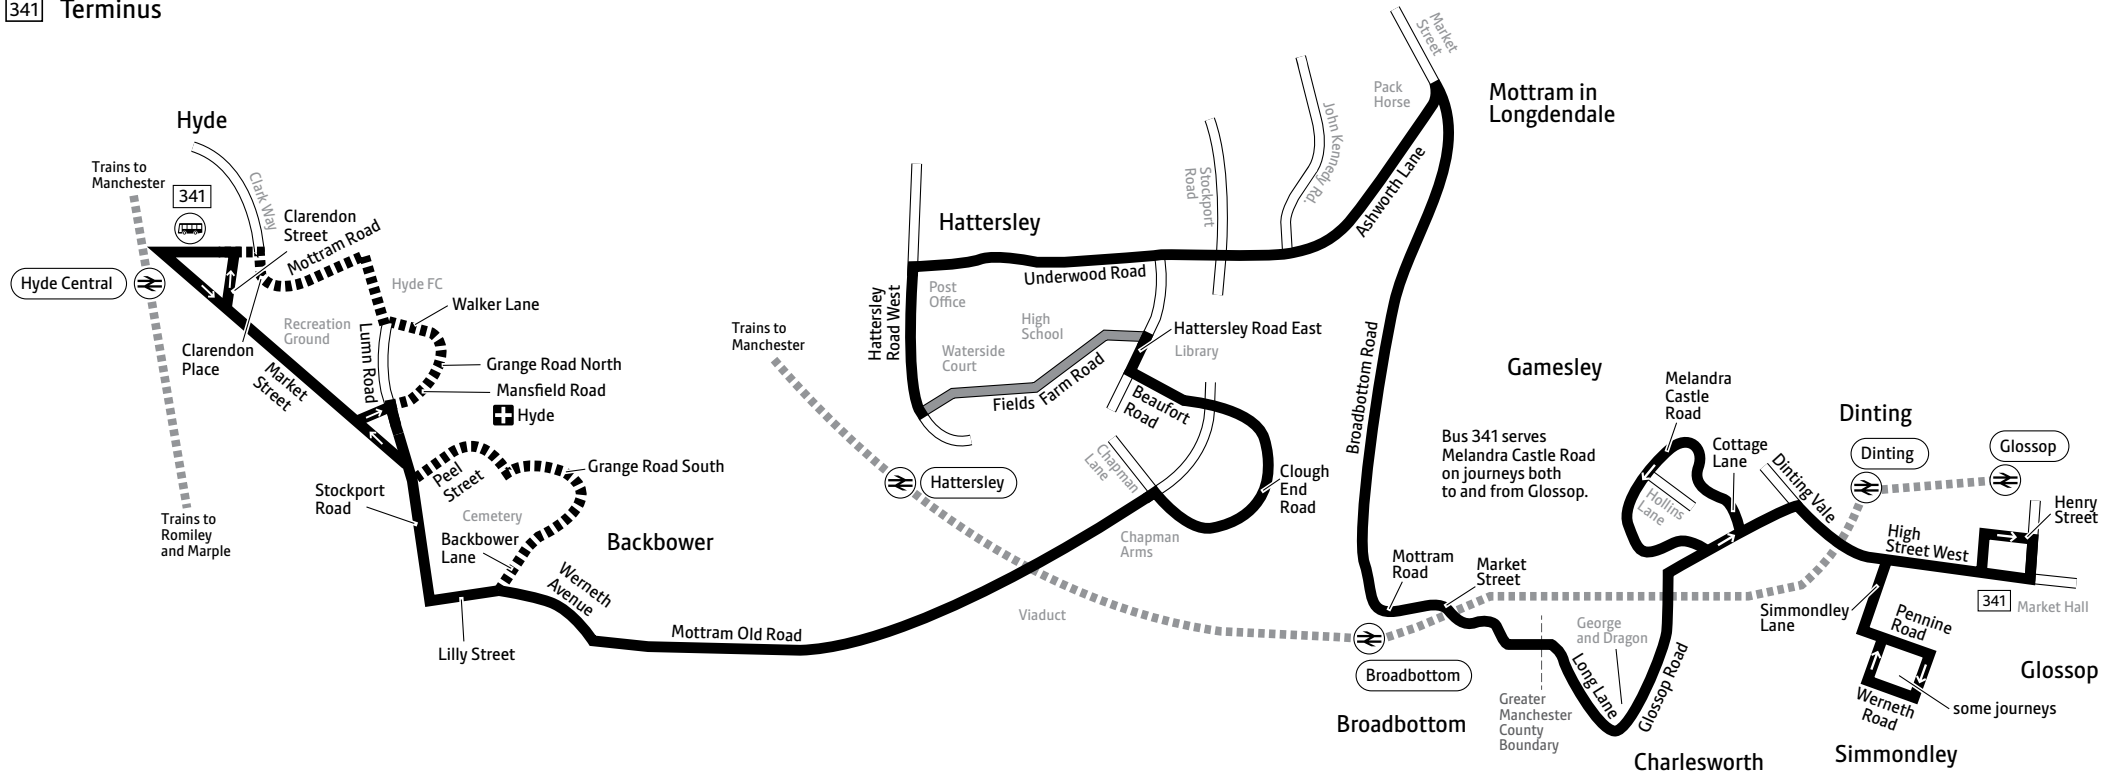 341 Terminus
Hyde
Trains to
Manchester
341
Clark Way
Clarendon
Street
Mottram Road
Hyde Central
Hyde FC
Walker Lane
Recreation
Ground
Lumn Road
Clarendon
Place
Grange Road North
Market
Street
Mansfield Road
Hyde
Peel
Street
Grange Road South
Stockport
Road
Cemetery
Trains to
Romiley
and Marple
Backbower
Lane
Backbower
Werneth
Avenue
Lilly Street
Mottram Old Road
Hattersley
Hattersley
Road West
Post
Office
Underwood Road
Trains to
Manchester
High
School
Waterside
Court
Fields Farm Road
Hattersley Road East
Library
Beaufort
Road
Chapman
Lane
Hattersley
Clough
End
Road
Chapman
Arms
Viaduct
Stockport
Road
John Kennedy Rd.
Market
Street
Pack
Horse
Mottram in
Longdendale
Ashworth Lane
Broadbottom Road
Gamesley
Bus 341 serves
Melandra Castle Road
on journeys both
to and from Glossop.
Melandra
Castle
Road
Cottage
Lane
Hollins
Lane
Dinting Vale
Dinting
Dinting
Glossop
Henry
Street
High
Street West
341
Market Hall
Mottram
Road
Market
Street
Broadbottom
Broadbottom
Greater
Manchester
County
Boundary
George
and Dragon
Long Lane
Glossop Road
Charlesworth
Simmondley
Lane
Pennine
Road
Werneth
Road
some journeys
Simmondley
Glossop